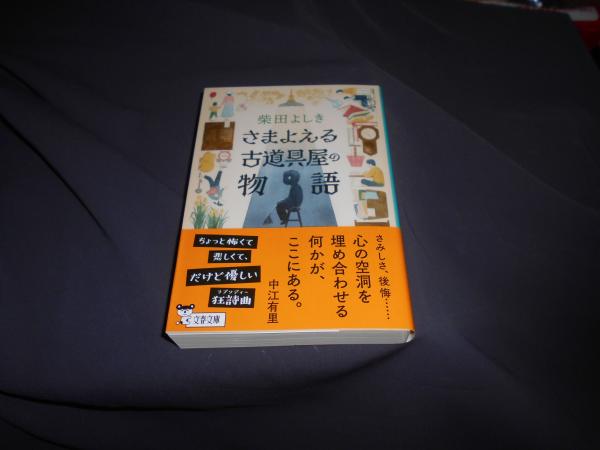 柴田よしき
さまよえる
古道具屋の
物語
さみしさ、後悔……
心の空洞を
埋め合わせる
何かが、
ここにある。
中江有里
ちょっと怖くて
悲しくて、
だけど優しい
ラプソディー
狂詩曲
文春文庫